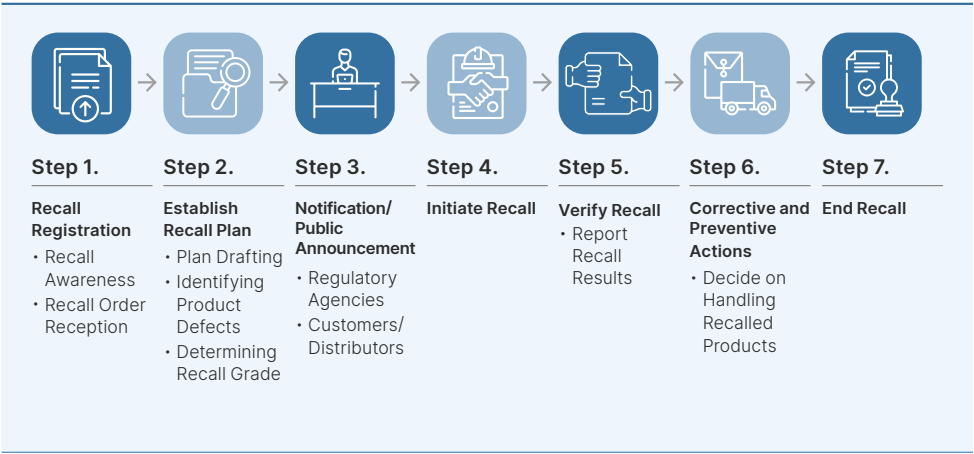 Step 1.
Recall
Registration
• Recall
Awareness
• Recall Order
Reception
Step 2.
Establish
Recall Plan
• Plan Drafting
• Identifying
Product
Defects
• Determining
Recall Grade
Step 3.
Notification/
Public
Announcement
• Regulatory
Agencies
• Customers/
Distributors
Step 4.
Initiate Recall
Step 5.
Verify Recall
• Report
Recall
Results
Step 6.
Corrective and
Preventive
Actions
• Decide on
Handling
Recalled
Products
Step 7.
End Recall